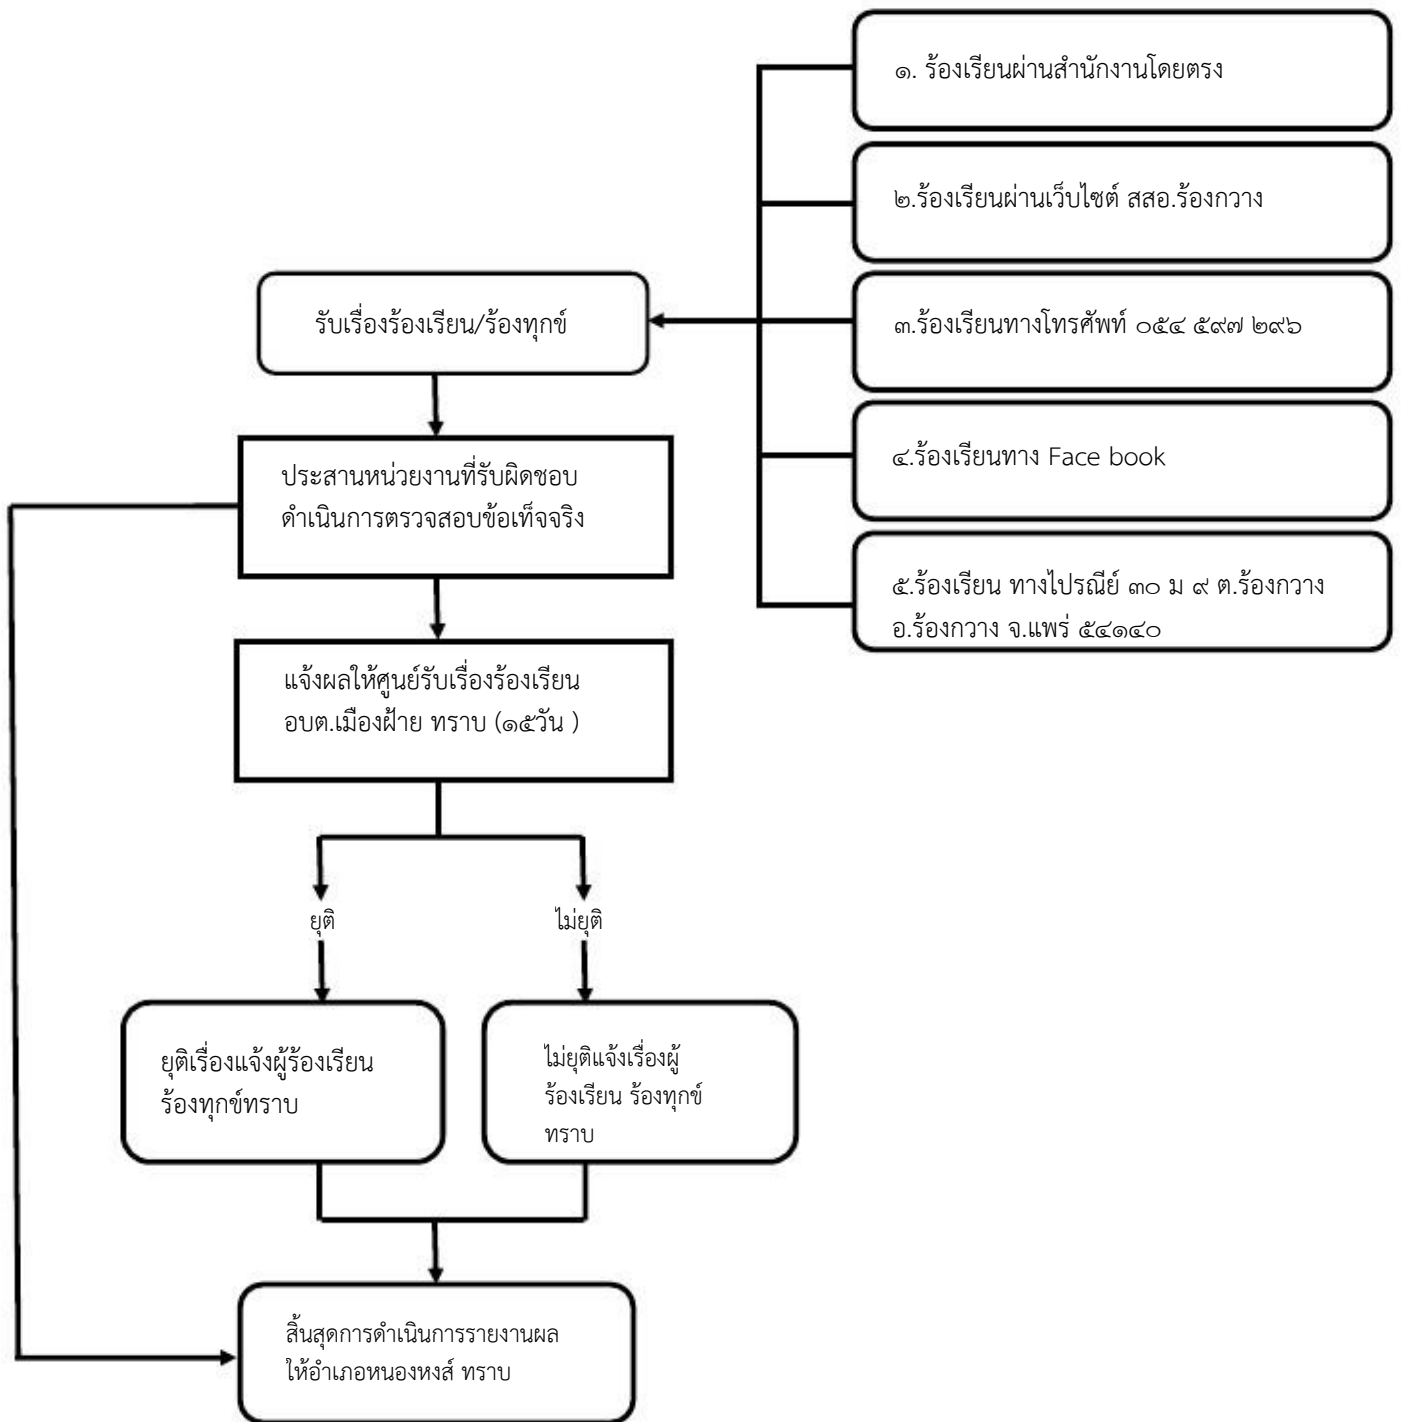 ๑. ร้องเรียนผ่านสำนักงานโดยตรง
๒.ร้องเรียนผ่านเว็บไซต์ สสอ.ร้องกวาง
รับเรื่องร้องเรียน/ร้องทุกข์
๓.ร้องเรียนทางโทรศัพท์ ๐๕๔ ๕๙๗ ๒๙๖
๔.ร้องเรียนทาง Face book
ประสานหน่วยงานที่รับผิดชอบ
ดำเนินการตรวจสอบข้อเท็จจริง
๕.ร้องเรียน ทางไปรณีย์ ๓๐ ม ๙ ต.ร้องกวาง
อ.ร้องกวาง จ.แพร่ ๕๔๑๔๐
แจ้งผลให้ศูนย์รับเรื่องร้องเรียน
อบต.เมืองฝ้าย ทราบ (๑๕วัน )
ยุติ
ไม่ยุติ
ยุติเรื่องแจ้งผู้ร้องเรียน
ร้องทุกข์ทราบ
ไม่ยุติแจ้งเรื่องผู้
ร้องเรียน ร้องทุกข์
ทราบ
สิ้นสุดการดำเนินการรายงานผล
ให้อำเภอหนองหงส์ ทราบ